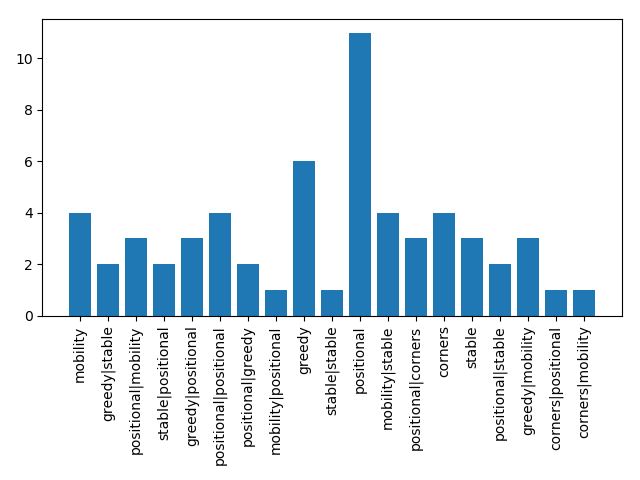 10
8
6
4
2
0
mobility
greedy|stable
positional|mobility
stable|positional
greedy|positional
positional|positional
positional|greedy
mobility|positional
greedy
stable|stable
positional
mobility|stable
positional|corners
corners
stable
positional|stable
greedy|mobility
corners|positional
corners|mobility